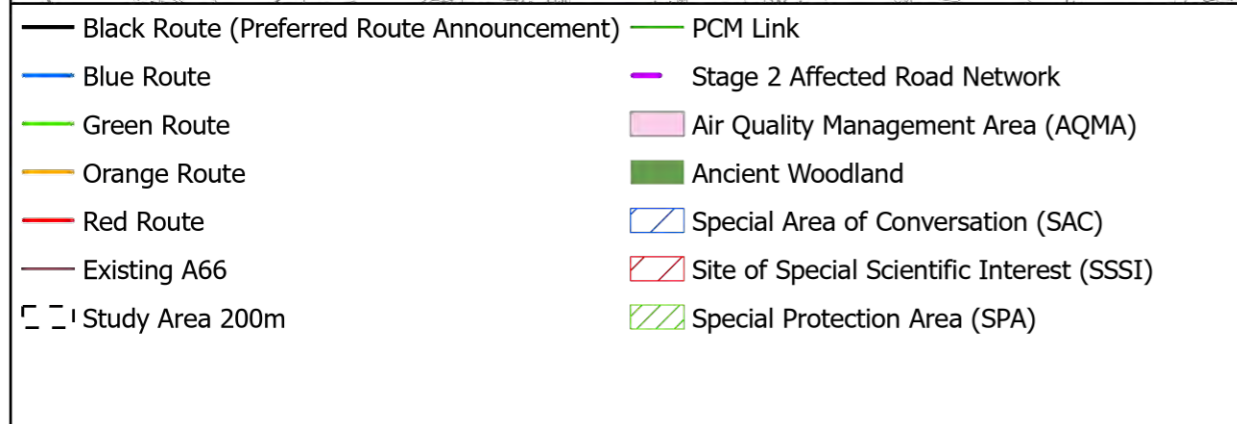 Black Route (Preferred Route Announcement)
Blue Route
Green Route
Orange Route
Red Route
Existing A66
Study Area 200m
PCM Link
Stage 2 Affected Road Network
Air Quality Management Area (AQMA)
Ancient Woodland
Special Area of Conversation (SAC)
Site of Special Scientific Interest (SSSI)
Special Protection Area (SPA)